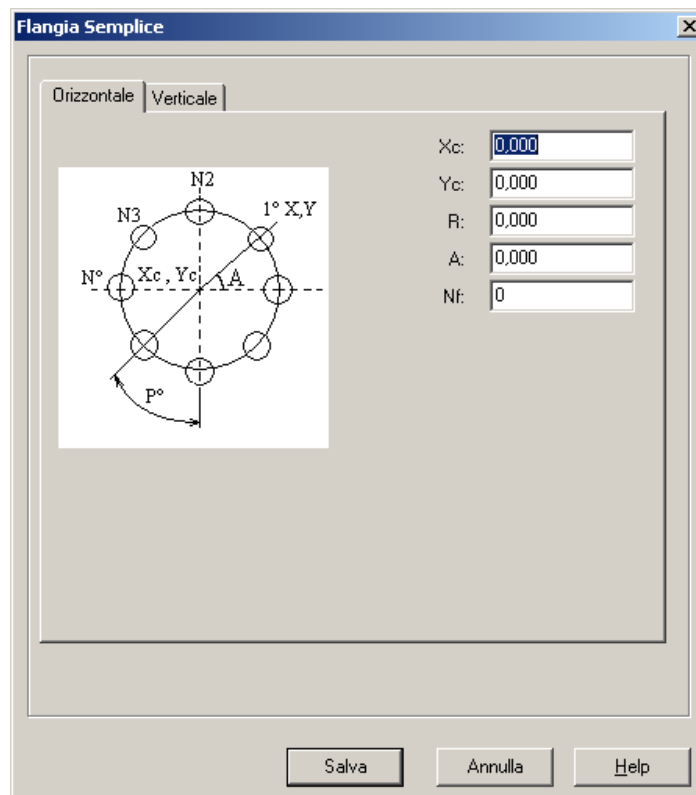 Flangia Semplice
Orizzontale
Verticale
N2
N3
1° X,Y
N°
Xc , Yc
A
P°
Xc: 0,000
Yc: 0,000
R: 0,000
A: 0,000
Nf: 0
Salva
Annulla
Help